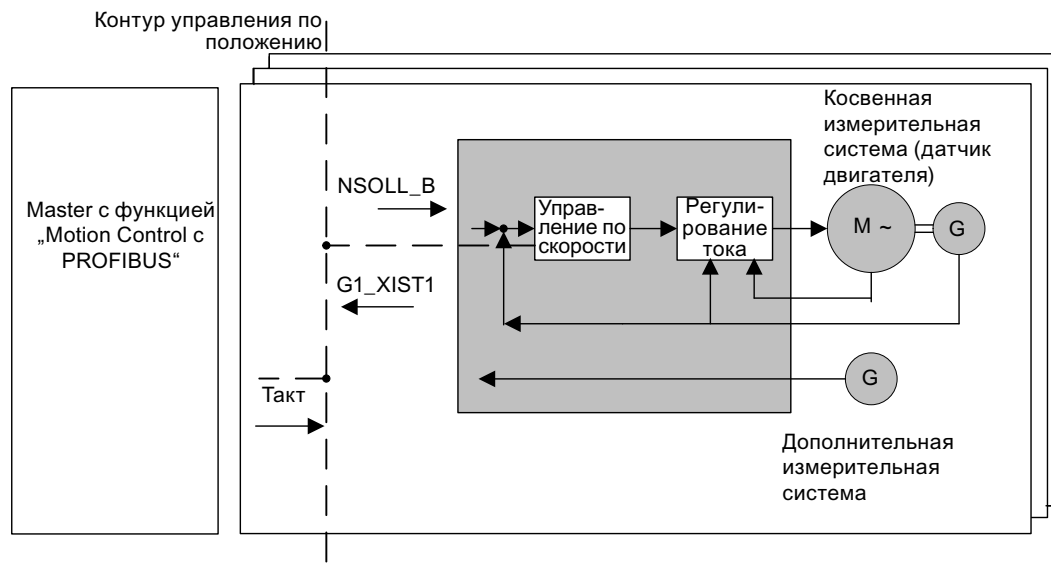 Контур управления по
положению
Master с функцией
„Motion Control с
PROFIBUS“
NSOLL_B
G1_XIST1
Такт
Управ-
ление по
скорости
Регули-
рование
тока
Косвенная
измерительная
система (датчик
двигателя)
M ~
G
G
Дополнительная
измерительная
система